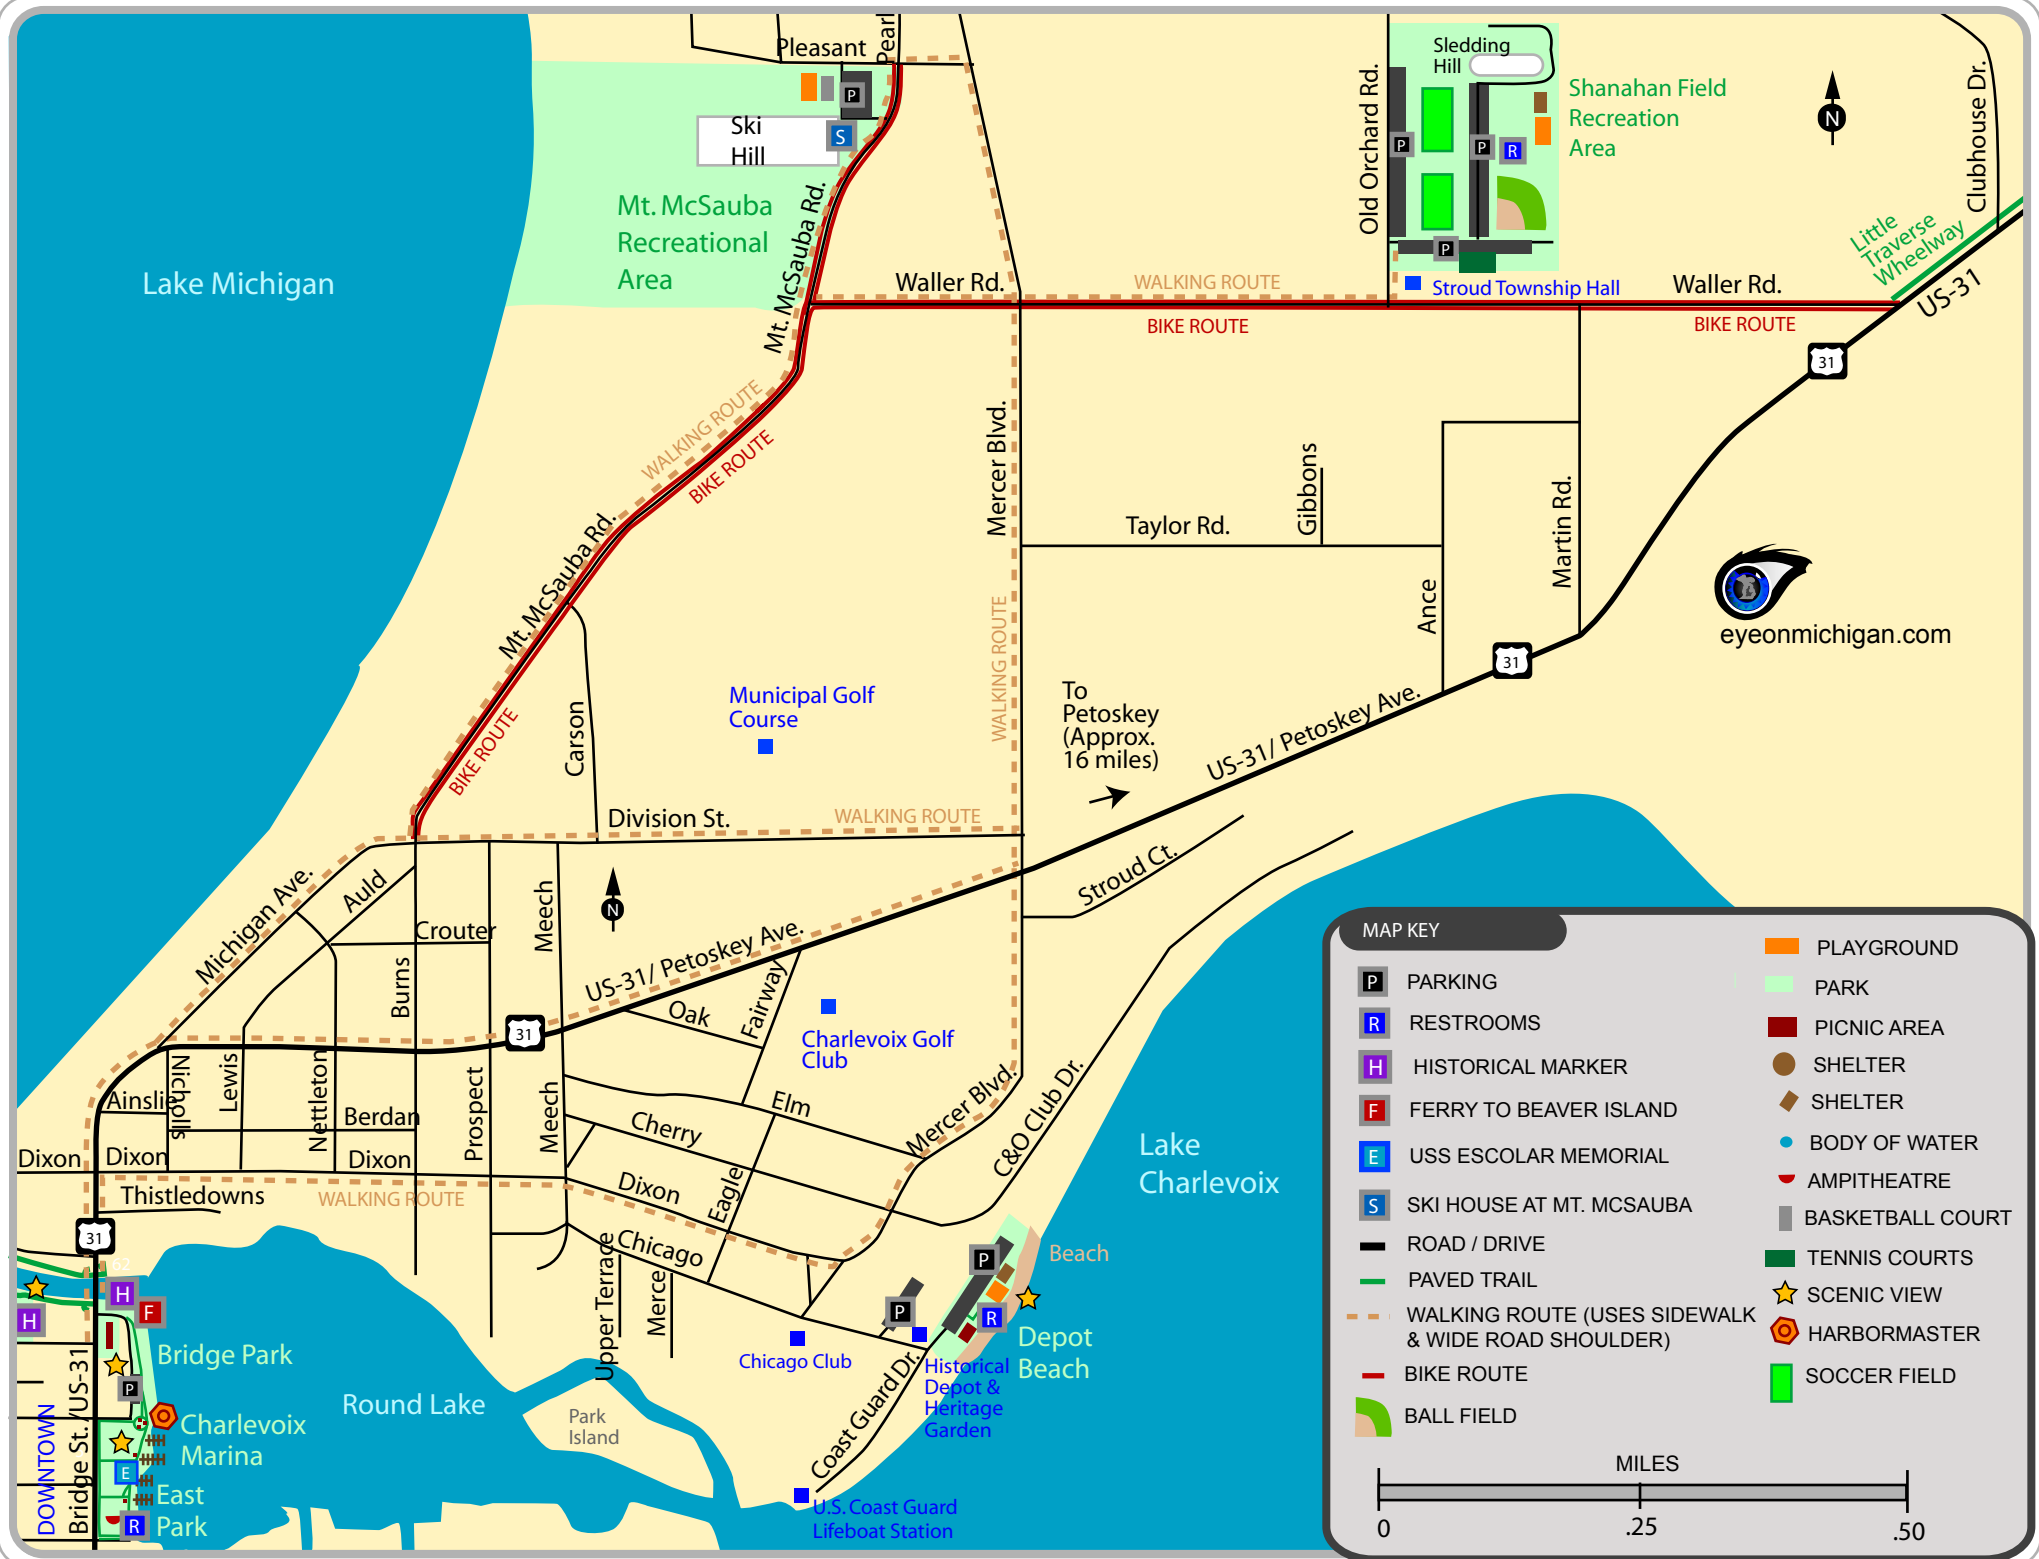 Pleasant
Pearl
Ski
Hill
P
S
Mt. McSauba
Recreational
Area
Mt. McSauba Rd.
Lake Michigan
Sledding
Hill
Old Orchard Rd.
P
P
R
P
Shanahan Field
Recreation
Area
N
Clubhouse Dr.
Little
Traverse
Wheelway
US-31
Waller Rd.
WALKING ROUTE
Stroud Township Hall
Waller Rd.
BIKE ROUTE
BIKE ROUTE
31
WALKING ROUTE
BIKE ROUTE
Mercer Blvd.
Gibbons
Taylor Rd.
Martin Rd.
Ance
Mt. McSauba Rd.
eyeonmichigan.com
31
WALKING ROUTE
BIKE ROUTE
Carson
Municipal Golf
Course
To
Petoskey
(Approx.
16 miles)
US-31/ Petoskey Ave.
Division St.
WALKING ROUTE
Stroud Ct.
Michigan Ave.
Auld
Crouter
Meech
N
Burns
US-31/ Petoskey Ave.
31
Oak
Fairway
Charlevoix Golf
Club
Ainslie
Nicholls
Lewis
Nettleton
Berdan
Prospect
Meech
Elm
Cherry
Mercer Blvd.
C&O Club Dr.
Lake
Charlevoix
Dixon
Dixon
Dixon
Dixon
Eagle
Thistledowns
WALKING ROUTE
31
Chicago
Upper Terrace
Merce
P
P
R
Beach
Depot
Beach
62
H
F
H
Bridge Park
P
Chicago Club
Historical
Depot &
Heritage
Garden
Coast Guard Dr.
Round Lake
Park
Island
Charlevoix
Marina
E
East
Park
R
DOWNTOWN
Bridge St./US-31
U.S. Coast Guard
Lifeboat Station
MAP KEY
P PARKING
R RESTROOMS
H HISTORICAL MARKER
F FERRY TO BEAVER ISLAND
E USS ESCOLAR MEMORIAL
S SKI HOUSE AT MT. MCSAUBA
ROAD / DRIVE
PAVED TRAIL
WALKING ROUTE (USES SIDEWALK
& WIDE ROAD SHOULDER)
BIKE ROUTE
BALL FIELD
PLAYGROUND
PARK
PICNIC AREA
SHELTER
SHELTER
BODY OF WATER
AMPITHEATRE
BASKETBALL COURT
TENNIS COURTS
SCENIC VIEW
HARBORMASTER
SOCCER FIELD
MILES
0 .25 .50